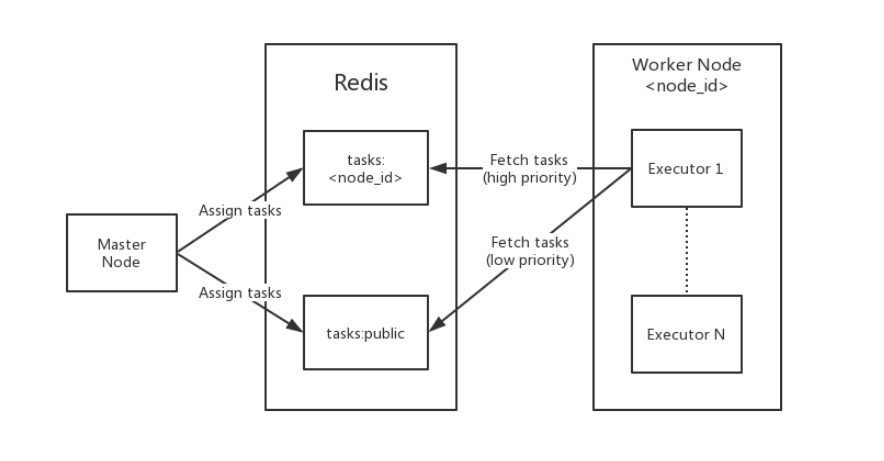 Redis
Worker Node
<node_id>
tasks:
<node_id>
Fetch tasks
(high priority)
Executor 1
Assign tasks
Master
Node
Fetch tasks
(low priority)
Assign tasks
tasks:public
Executor N